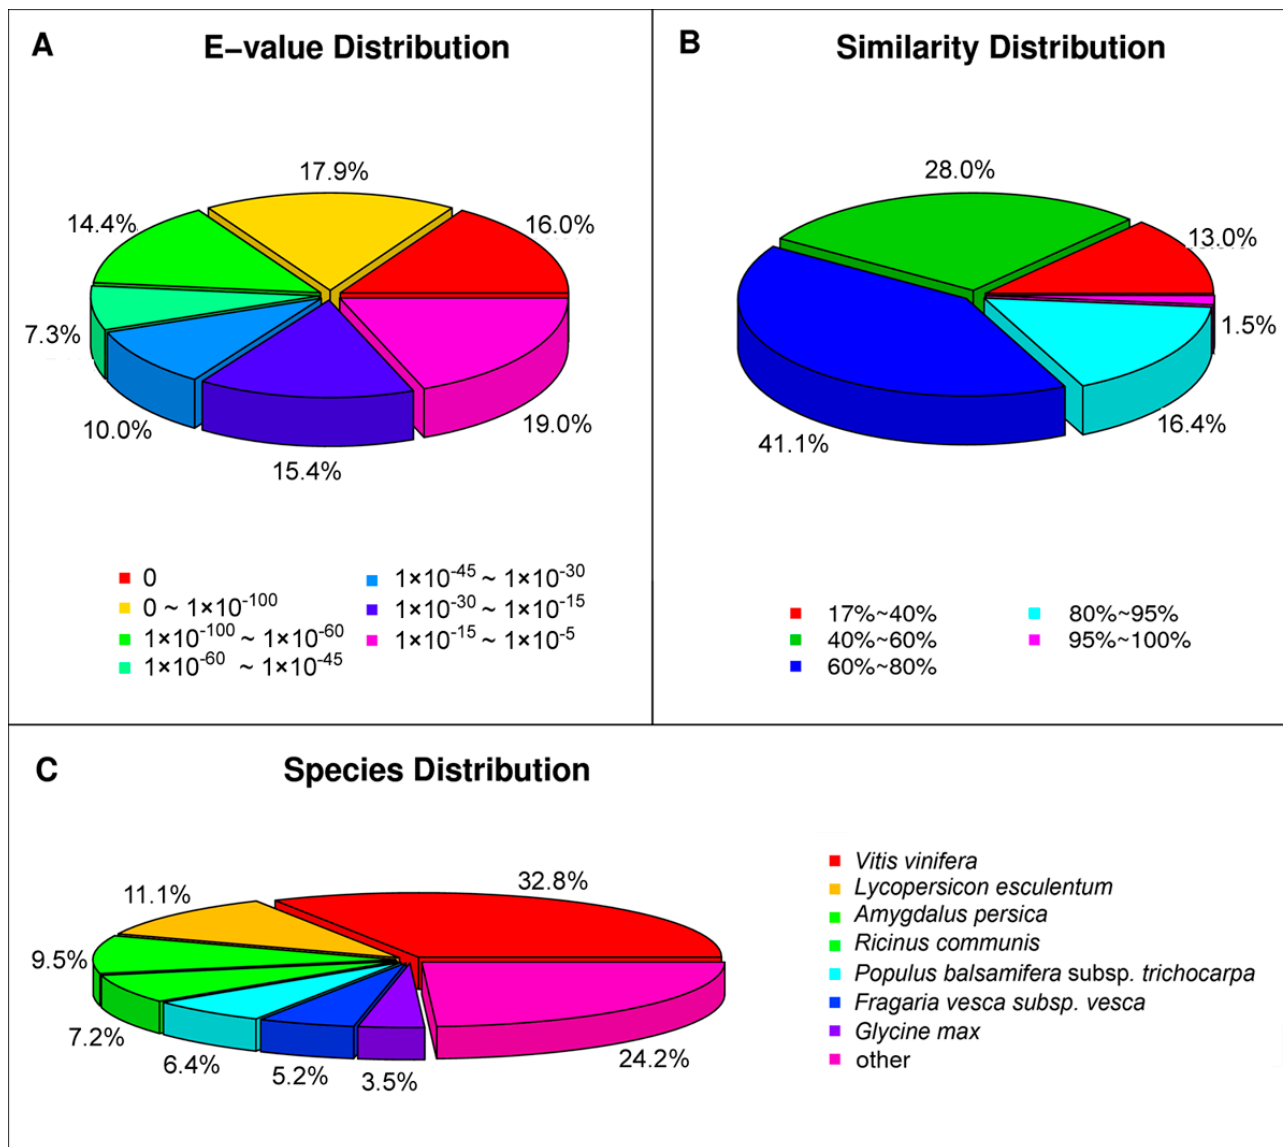 A E−value Distribution
17.9%
14.4%
16.0%
7.3%
10.0%
15.4%
19.0%
0
0 ~ 1×10⁻¹⁰⁰
1×10⁻¹⁰⁰ ~ 1×10⁻⁶⁰
1×10⁻⁶⁰ ~ 1×10⁻⁴⁵
1×10⁻⁴⁵ ~ 1×10⁻³⁰
1×10⁻³⁰ ~ 1×10⁻¹⁵
1×10⁻¹⁵ ~ 1×10⁻⁵
B Similarity Distribution
28.0%
13.0%
1.5%
16.4%
41.1%
17%~40%
40%~60%
60%~80%
80%~95%
95%~100%
C Species Distribution
32.8%
11.1%
9.5%
7.2%
6.4%
5.2%
3.5%
24.2%
Vitis vinifera
Lycopersicon esculentum
Amygdalus persica
Ricinus communis
Populus balsamifera subsp. trichocarpa
Fragaria vesca subsp. vesca
Glycine max
other